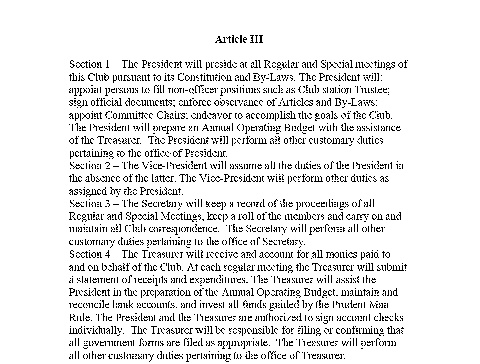 Article III
Section 1 – The President will preside at all Regular and Special meetings of
this Club pursuant to its Constitution and By-Laws. The President will:
appoint persons to fill non-officer positions such as Club station Trustee;
sign official documents; enforce observance of Articles and By-Laws;
appoint Committee Chairs; endeavor to accomplish the goals of the Club.
The President will prepare an Annual Operating Budget with the assistance
of the Treasurer. The President will perform all other customary duties
pertaining to the office of President.
Section 2 – The Vice-President will assume all the duties of the President in
the absence of the latter. The Vice-President will perform other duties as
assigned by the President.
Section 3 – The Secretary will keep a record of the proceedings of all
Regular and Special Meetings, keep a roll of the members and carry on and
maintain all Club correspondence. The Secretary will perform all other
customary duties pertaining to the office of Secretary.
Section 4 – The Treasurer will receive and account for all monies paid to
and on behalf of the Club. At each regular meeting the Treasurer will submit
a statement of receipts and expenditures. The Treasurer will assist the
President in the preparation of the Annual Operating Budget, maintain and
reconcile bank accounts, and invest all funds guided by the Prudent Man
Rule. The President and the Treasurer are authorized to sign account checks
individually. The Treasurer will be responsible for filing or confirming that
all government forms are filed as appropriate. The Treasurer will perform
all other customary duties pertaining to the office of Treasurer.